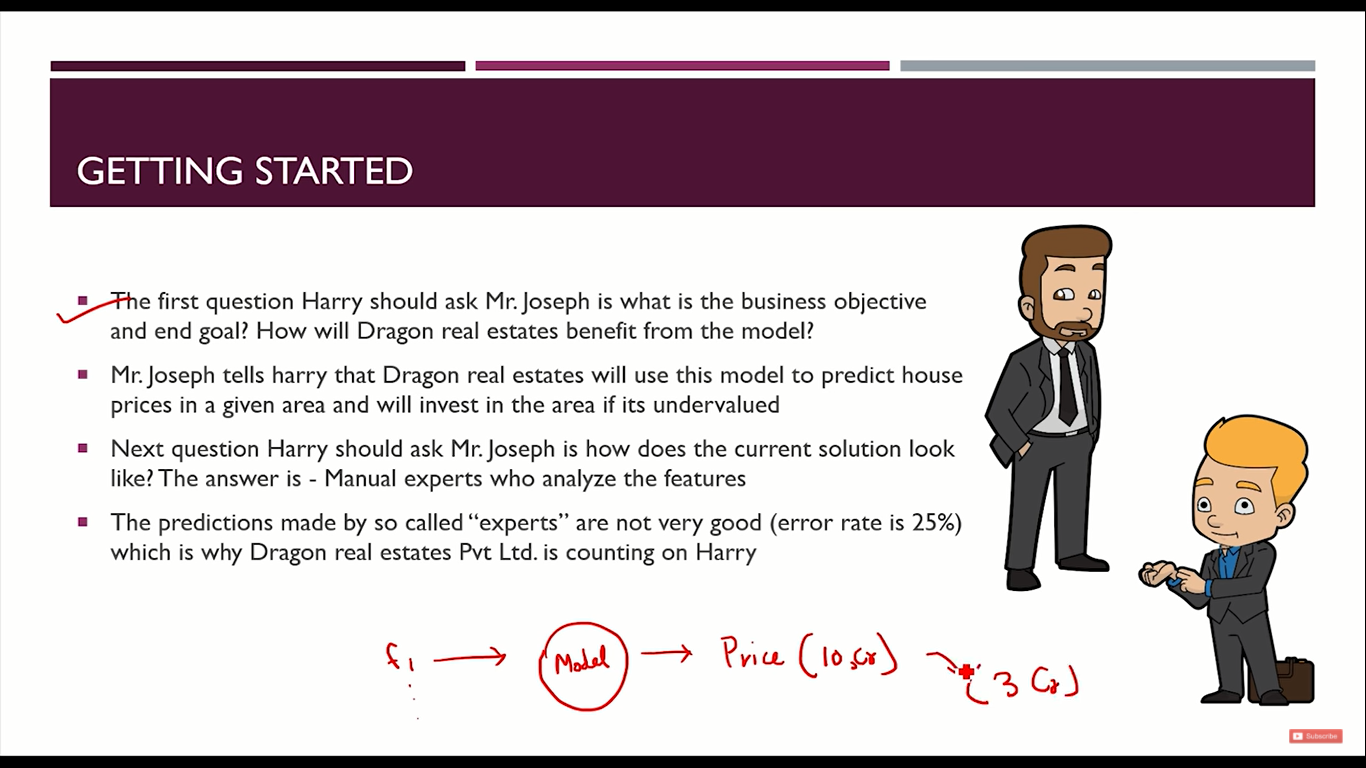 GETTING STARTED
The first question Harry should ask Mr. Joseph is what is the business objective
and end goal? How will Dragon real estates benefit from the model?
Mr. Joseph tells harry that Dragon real estates will use this model to predict house
prices in a given area and will invest in the area if its undervalued
Next question Harry should ask Mr. Joseph is how does the current solution look
like? The answer is - Manual experts who analyze the features
The predictions made by so called “experts” are not very good (error rate is 25%)
which is why Dragon real estates Pvt Ltd. is counting on Harry
f1 → Model → Price (10 Cr) → (3 Cr)
Subscribe